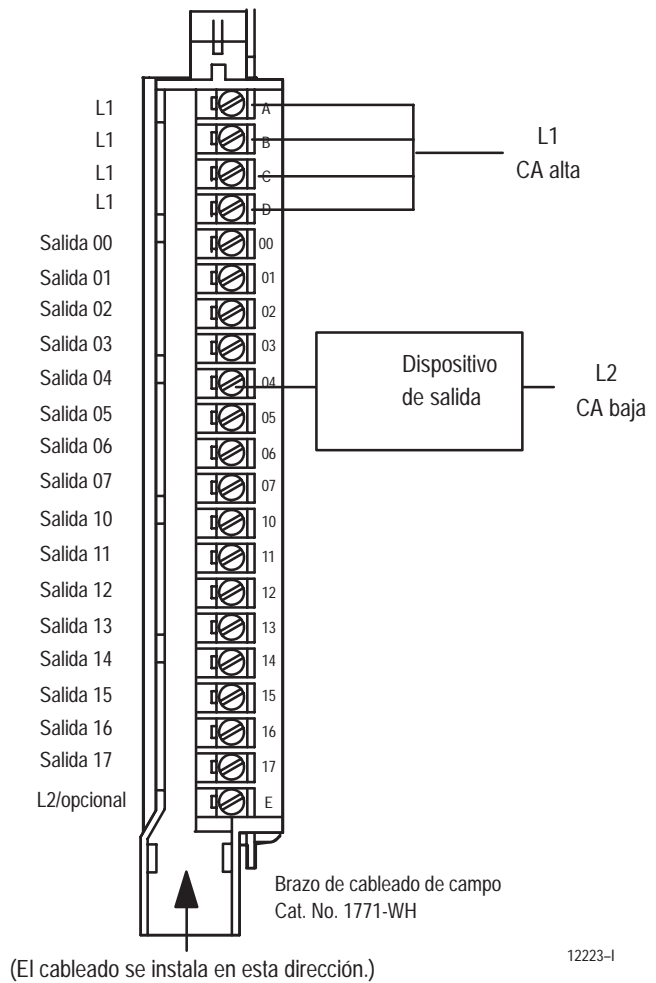 L1 A
L1 B
L1 C
L1 D
L1
CA alta
Salida 00 00
Salida 01 01
Salida 02 02
Salida 03 03
Salida 04 04
Dispositivo
de salida
L2
CA baja
Salida 05 05
Salida 06 06
Salida 07 07
Salida 10 10
Salida 11 11
Salida 12 12
Salida 13 13
Salida 14 14
Salida 15 15
Salida 16 16
Salida 17 17
L2/opcional E
Brazo de cableado de campo
Cat. No. 1771-WH
(El cableado se instala en esta dirección.)
12223–I